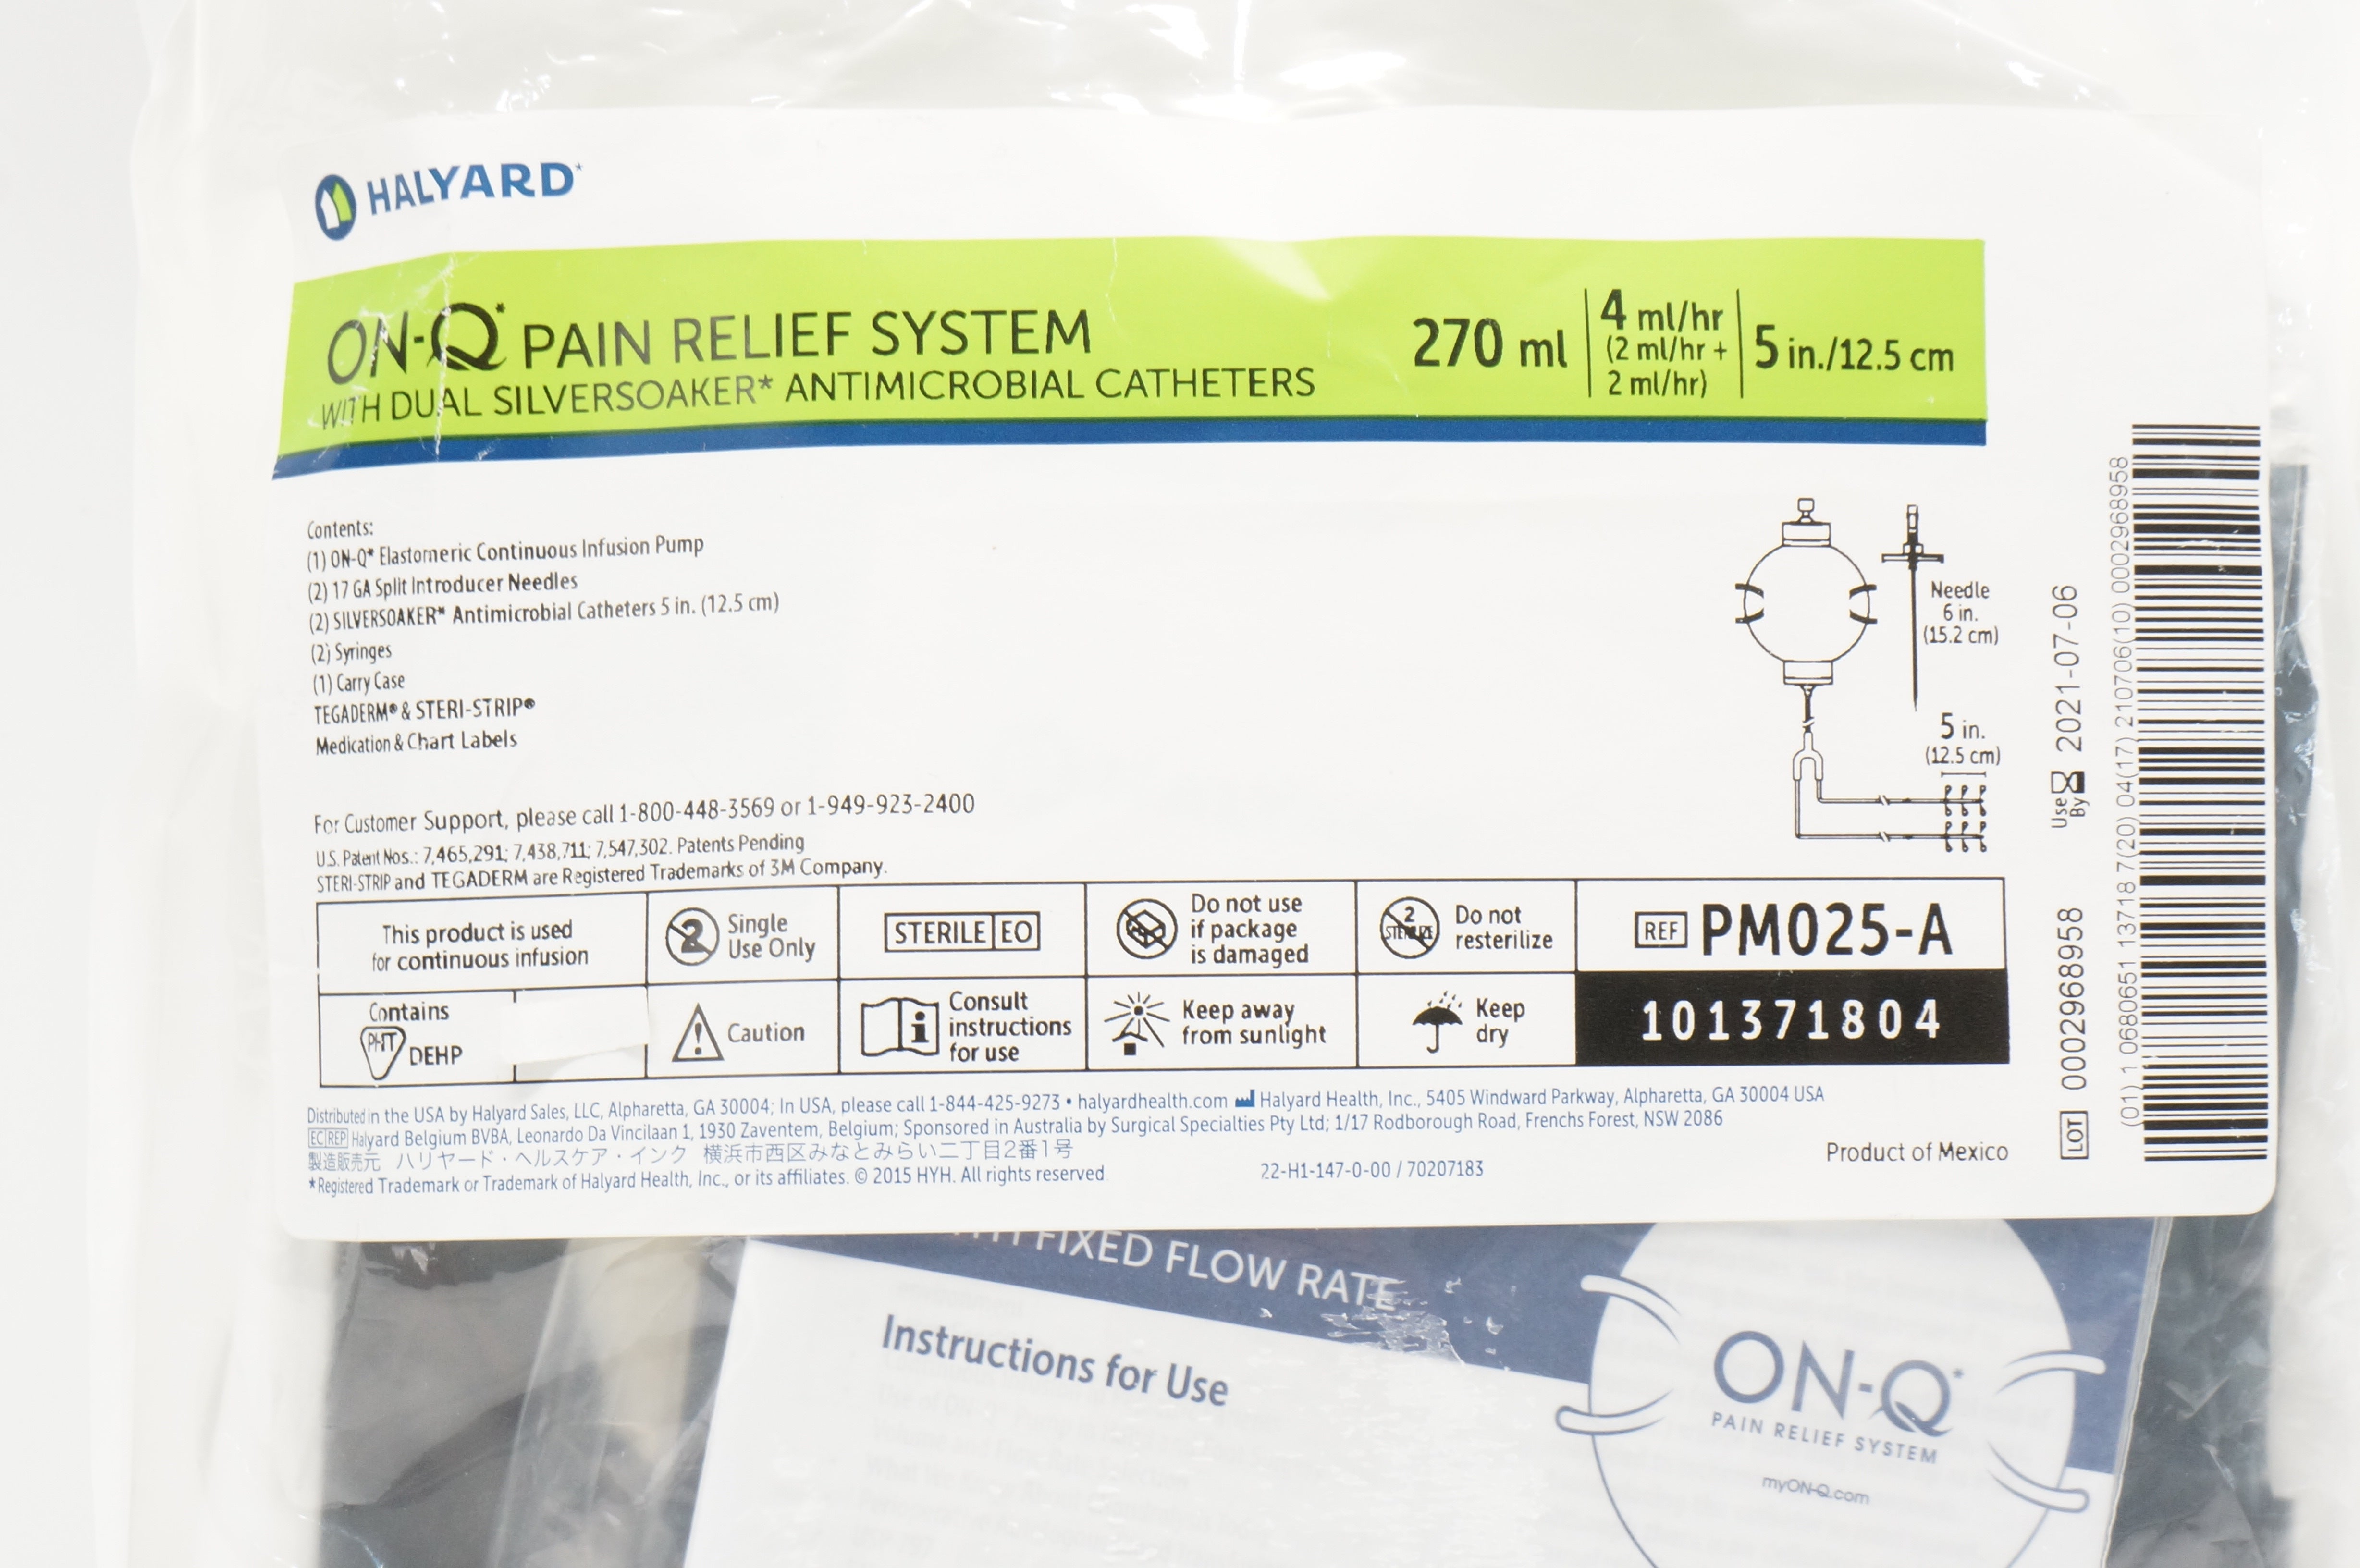 HALYARD*
ON-Q* PAIN RELIEF SYSTEM
WITH DUAL SILVERSOAKER* ANTIMICROBIAL CATHETERS
270 ml
4 ml/hr
(2 ml/hr +
2 ml/hr)
5 in./12.5 cm
Contents:
(1) ON-Q* Elastomeric Continuous Infusion Pump
(2) 17 GA Split Introducer Needles
(2) SILVERSOAKER* Antimicrobial Catheters 5 in. (12.5 cm)
(2) Syringes
(1) Carry Case
TEGADERM® & STERI-STRIP®
Medication & Chart Labels
Needle
6 in.
(15.2 cm)
5 in.
(12.5 cm)
For Customer Support, please call 1-800-448-3569 or 1-949-923-2400
U.S. Patent Nos.: 7,465,291; 7,438,711; 7,547,302. Patents Pending
STERI-STRIP and TEGADERM are Registered Trademarks of 3M Company.
This product is used
for continuous infusion
2
Single
Use Only
STERILE EO
Do not use
if package
is damaged
2
STERILIZE
Do not
resterilize
REF PM025-A
Contains
PHT
DEHP
Caution
Consult
instructions
for use
Keep away
from sunlight
Keep
dry
101371804
Distributed in the USA by Halyard Sales, LLC, Alpharetta, GA 30004; In USA, please call 1-844-425-9273 • halyardhealth.com Halyard Health, Inc., 5405 Windward Parkway, Alpharetta, GA 30004 USA
EC REP Halyard Belgium BVBA, Leonardo Da Vincilaan 1, 1930 Zaventem, Belgium; Sponsored in Australia by Surgical Specialties Pty Ltd; 1/17 Rodborough Road, Frenchs Forest, NSW 2086
製造販売元 ハリヤード・ヘルスケア・インク 横浜市西区みなとみらい二丁目2番1号
*Registered Trademark or Trademark of Halyard Health, Inc., or its affiliates. © 2015 HYH. All rights reserved
22-H1-147-0-00 / 70207183
Product of Mexico
LOT 0002968958
Use By 2021-07-06
(01) 1 0680651 13718 7(20) 04(17) 210706(10) 0002968958
FIXED FLOW RATE
Instructions for Use
ON-Q*
PAIN RELIEF SYSTEM
myON-Q.com